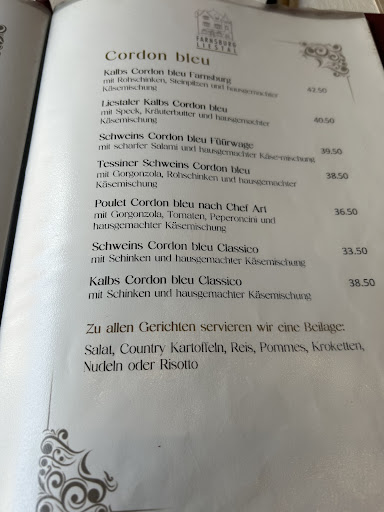 FARNSBURG
LIESTAL
Cordon bleu
Kalbs Cordon bleu Farnsburg
mit Rohschinken, Steinpilzen und hausgemachter
Käsemischung 42.50
Liestaler Kalbs Cordon bleu
mit Speck, Kräuterbutter und hausgemachter
Käsemischung 40.50
Schweins Cordon bleu Füürwage
mit scharfer Salami und hausgemachter Käse-mischung 39.50
Tessiner Schweins Cordon bleu
mit Gorgonzola, Rohschinken und hausgemachter 38.50
Käsemischung
Poulet Cordon bleu nach Chef Art
mit Gorgonzola, Tomaten, Peperoncini und 36.50
hausgemachter Käsemischung
Schweins Cordon bleu Classico
mit Schinken und hausgemachter Käsemischung 33.50
Kalbs Cordon bleu Classico
mit Schinken und hausgemachter Käsemischung 38.50
Zu allen Gerichten servieren wir eine Beilage:
Salat, Country Kartoffeln, Reis, Pommes, Kroketten,
Nudeln oder Risotto